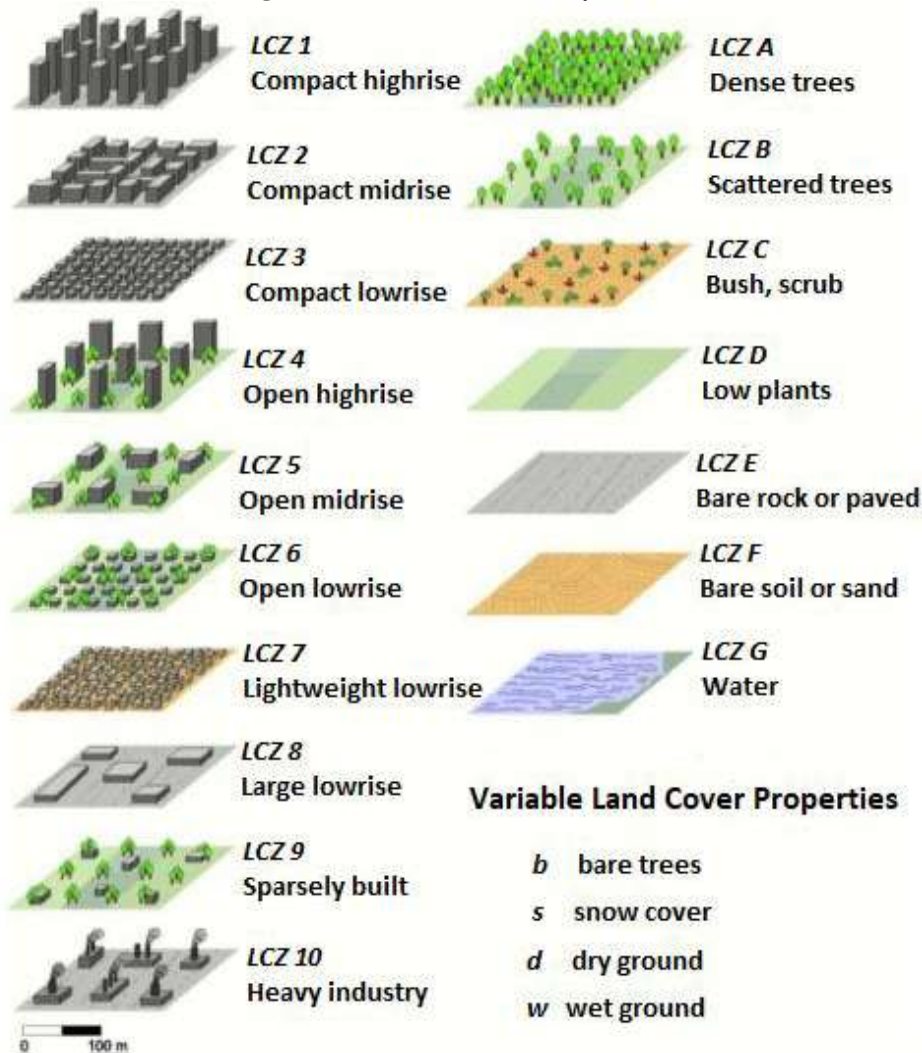 LCZ 1
Compact highrise
LCZ 2
Compact midrise
LCZ 3
Compact lowrise
LCZ 4
Open highrise
LCZ 5
Open midrise
LCZ 6
Open lowrise
LCZ 7
Lightweight lowrise
LCZ 8
Large lowrise
LCZ 9
Sparsely built
LCZ 10
Heavy industry
0 100 m
LCZ A
Dense trees
LCZ B
Scattered trees
LCZ C
Bush, scrub
LCZ D
Low plants
LCZ E
Bare rock or paved
LCZ F
Bare soil or sand
LCZ G
Water
Variable Land Cover Properties
b bare trees
s snow cover
d dry ground
w wet ground